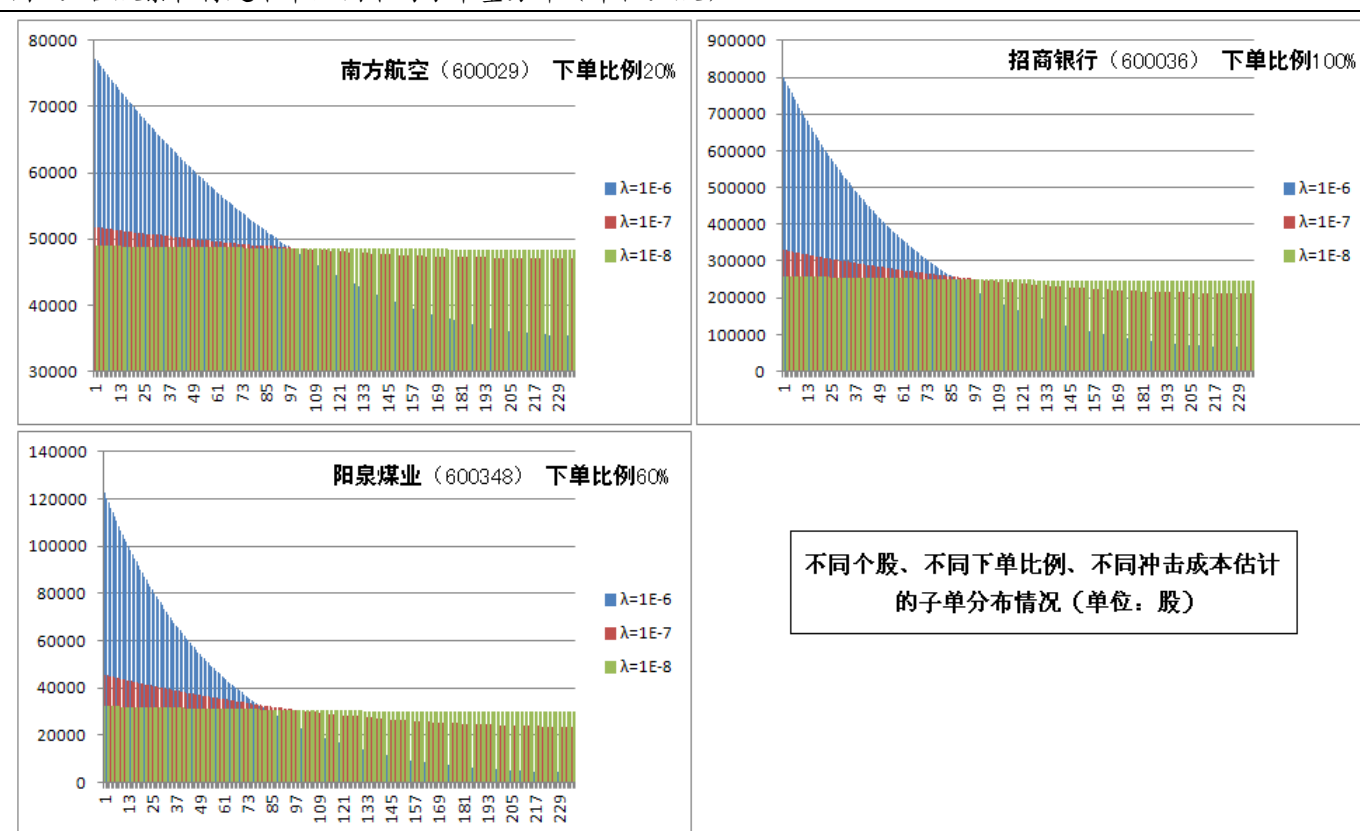 80000
70000
60000
50000
40000
30000
南方航空（600029） 下单比例20%
λ=1E-6
λ=1E-7
λ=1E-8
1 13 25 37 49 61 73 85 97 109 121 133 145 157 169 181 193 205 217 229
900000
800000
700000
600000
500000
400000
300000
200000
100000
0
招商银行（600036） 下单比例100%
λ=1E-6
λ=1E-7
λ=1E-8
1 13 25 37 49 61 73 85 97 109 121 133 145 157 169 181 193 205 217 229
140000
120000
100000
80000
60000
40000
20000
0
阳泉煤业（600348） 下单比例60%
λ=1E-6
λ=1E-7
λ=1E-8
1 13 25 37 49 61 73 85 97 109 121 133 145 157 169 181 193 205 217 229
不同个股、不同下单比例、不同冲击成本估计
的子单分布情况（单位：股）